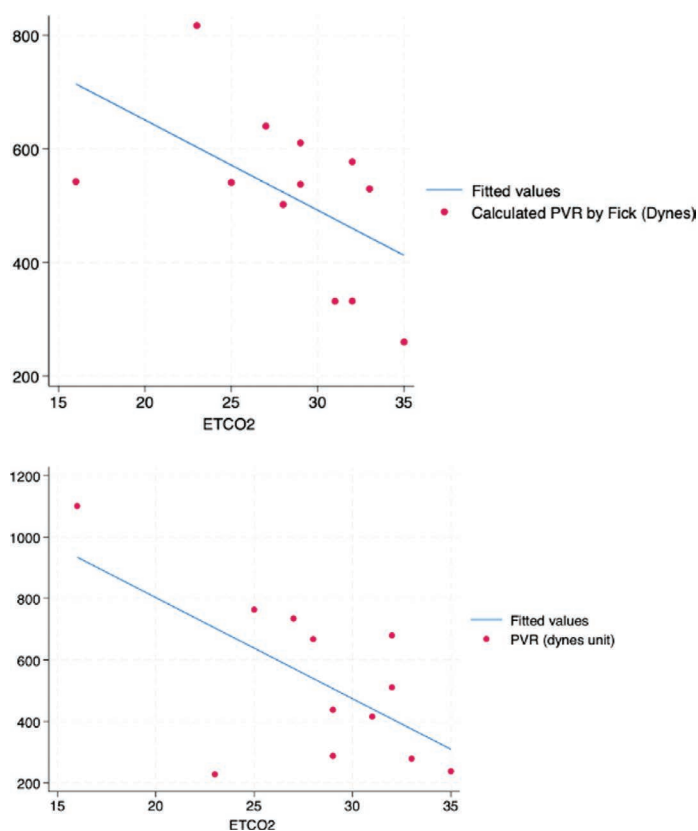 800
600
400
200
15 20 25 30 35
ETCO2
Fitted values
Calculated PVR by Fick (Dynes)
1200
1000
800
600
400
200
15 20 25 30 35
ETCO2
Fitted values
PVR (dynes unit)